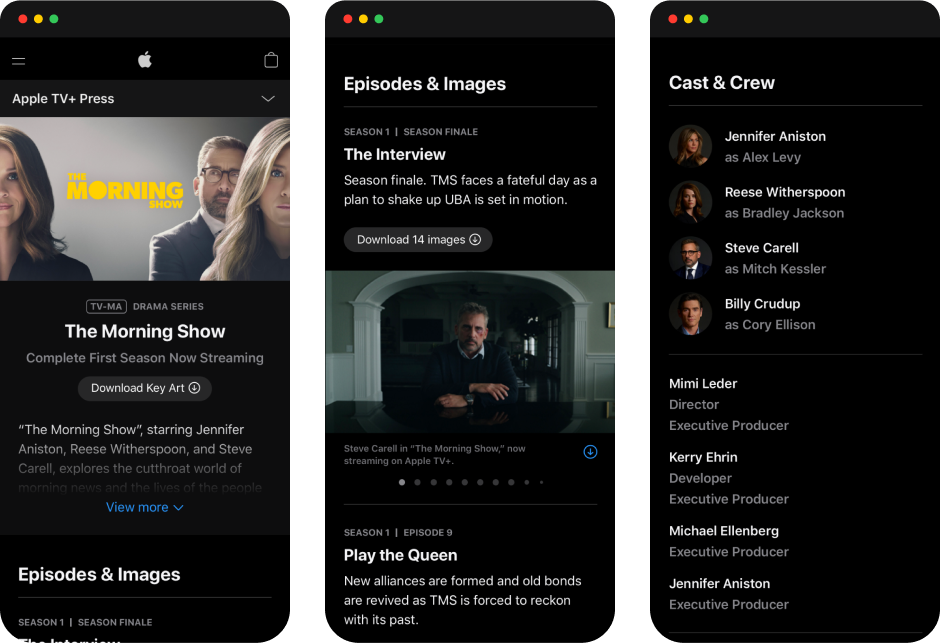 Apple TV+ Press
THE
MORNING
SHOW
TV-MA DRAMA SERIES
The Morning Show
Complete First Season Now Streaming
Download Key Art
“The Morning Show”, starring Jennifer
Aniston, Reese Witherspoon, and Steve
Carell, explores the cutthroat world of
morning news and the lives of the people
View more
Episodes & Images
SEASON 1 | SEASON FINALE
The Interview
Episodes & Images
SEASON 1 | SEASON FINALE
The Interview
Season finale. TMS faces a fateful day as a
plan to shake up UBA is set in motion.
Download 14 images
Steve Carell in “The Morning Show,” now
streaming on Apple TV+.
SEASON 1 | EPISODE 9
Play the Queen
New alliances are formed and old bonds
are revived as TMS is forced to reckon
with its past.
Cast & Crew
Jennifer Aniston
as Alex Levy
Reese Witherspoon
as Bradley Jackson
Steve Carell
as Mitch Kessler
Billy Crudup
as Cory Ellison
Mimi Leder
Director
Executive Producer
Kerry Ehrin
Developer
Executive Producer
Michael Ellenberg
Executive Producer
Jennifer Aniston
Executive Producer